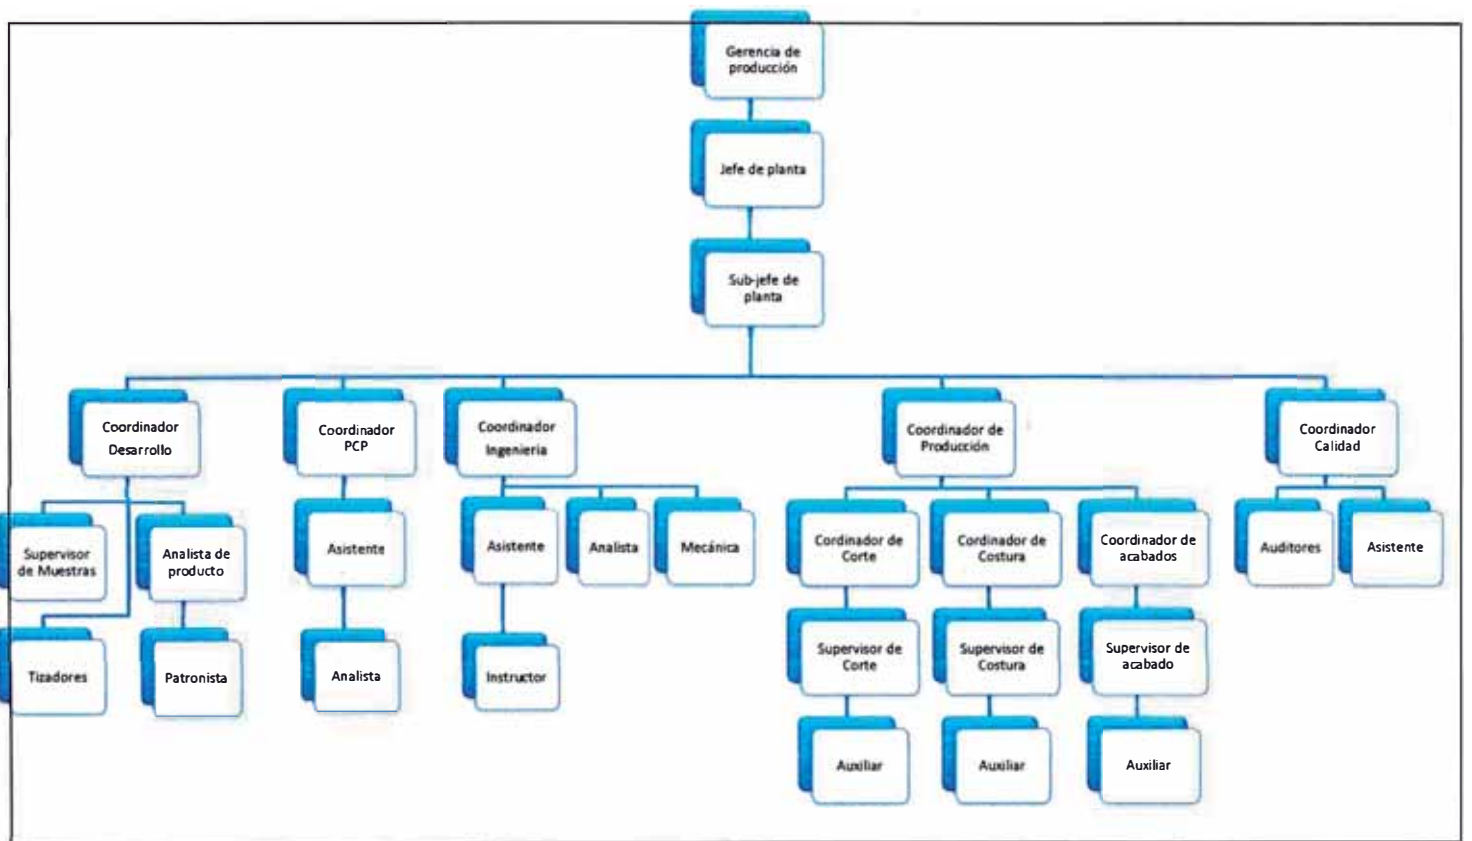 Gerencia de
producción
Jefe de planta
Sub-jefe de
planta
Coordinador
Desarrollo
Coordinador
PCP
Coordinador
Ingenieria
Coordinador de
Producción
Coordinador
Calidad
Supervisor
de Muestras
Analista de
producto
Asistente
Asistente
Analista
Mecánica
Cordinador de
Corte
Cordinador de
Costura
Coordinador de
acabados
Auditores
Asistente
Tizadores
Patronista
Analista
Instructor
Supervisor de
Corte
Supervisor de
Costura
Supervisor de
acabado
Auxiliar
Auxiliar
Auxiliar